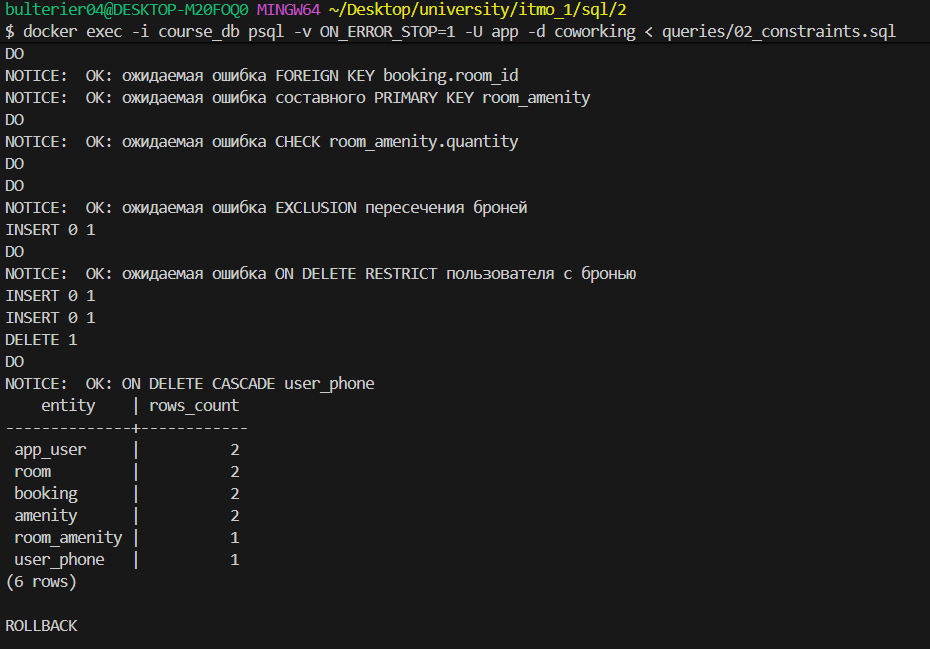 bulterier04@DESKTOP-M20FOQ0 MINGW64 ~/Desktop/university/itmo_1/sql/2
$ docker exec -i course_db psql -v ON_ERROR_STOP=1 -U app -d coworking < queries/02_constraints.sql
DO
NOTICE:  OK: ожидаемая ошибка FOREIGN KEY booking.room_id
NOTICE:  OK: ожидаемая ошибка составного PRIMARY KEY room_amenity
DO
NOTICE:  OK: ожидаемая ошибка CHECK room_amenity.quantity
DO
DO
NOTICE:  OK: ожидаемая ошибка EXCLUSION пересечения броней
INSERT 0 1
DO
NOTICE:  OK: ожидаемая ошибка ON DELETE RESTRICT пользователя с бронью
INSERT 0 1
INSERT 0 1
DELETE 1
DO
NOTICE:  OK: ON DELETE CASCADE user_phone
    entity    | rows_count
--------------+------------
 app_user     |          2
 room         |          2
 booking      |          2
 amenity      |          2
 room_amenity |          1
 user_phone   |          1
(6 rows)
ROLLBACK